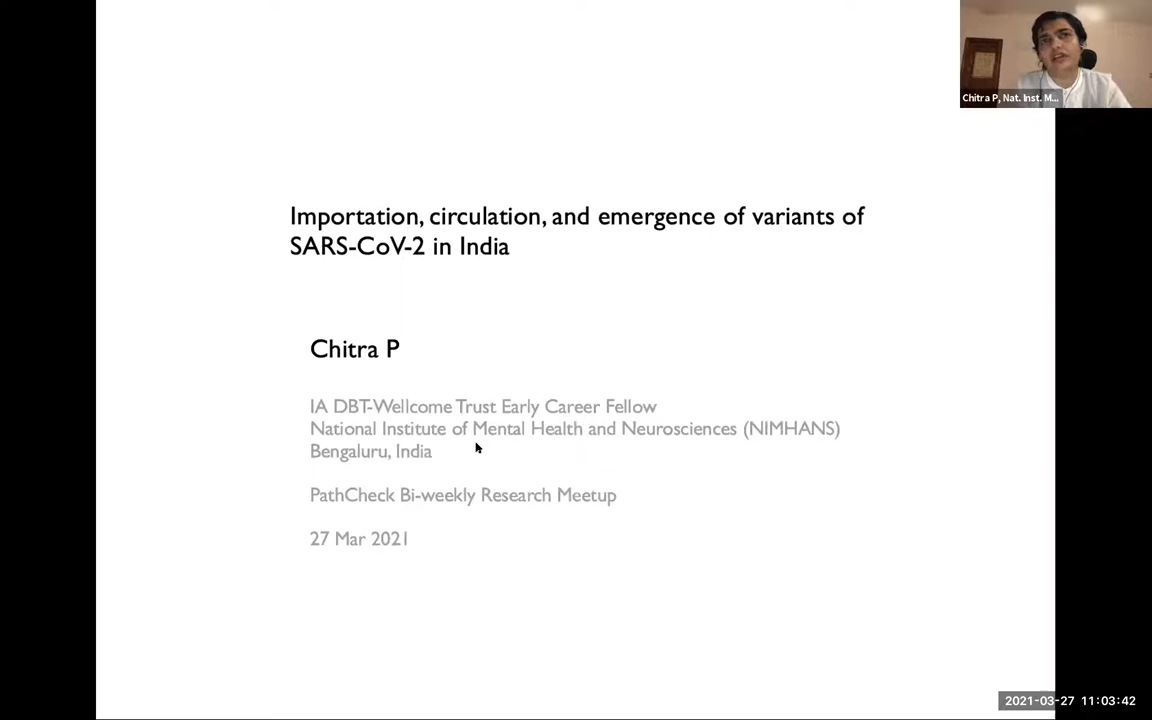 Chitra P, Nat. Inst. M...
Importation, circulation, and emergence of variants of
SARS-CoV-2 in India
Chitra P
IA DBT-Wellcome Trust Early Career Fellow
National Institute of Mental Health and Neurosciences (NIMHANS)
Bengaluru, India
PathCheck Bi-weekly Research Meetup
27 Mar 2021
2021-03-27 11:03:42